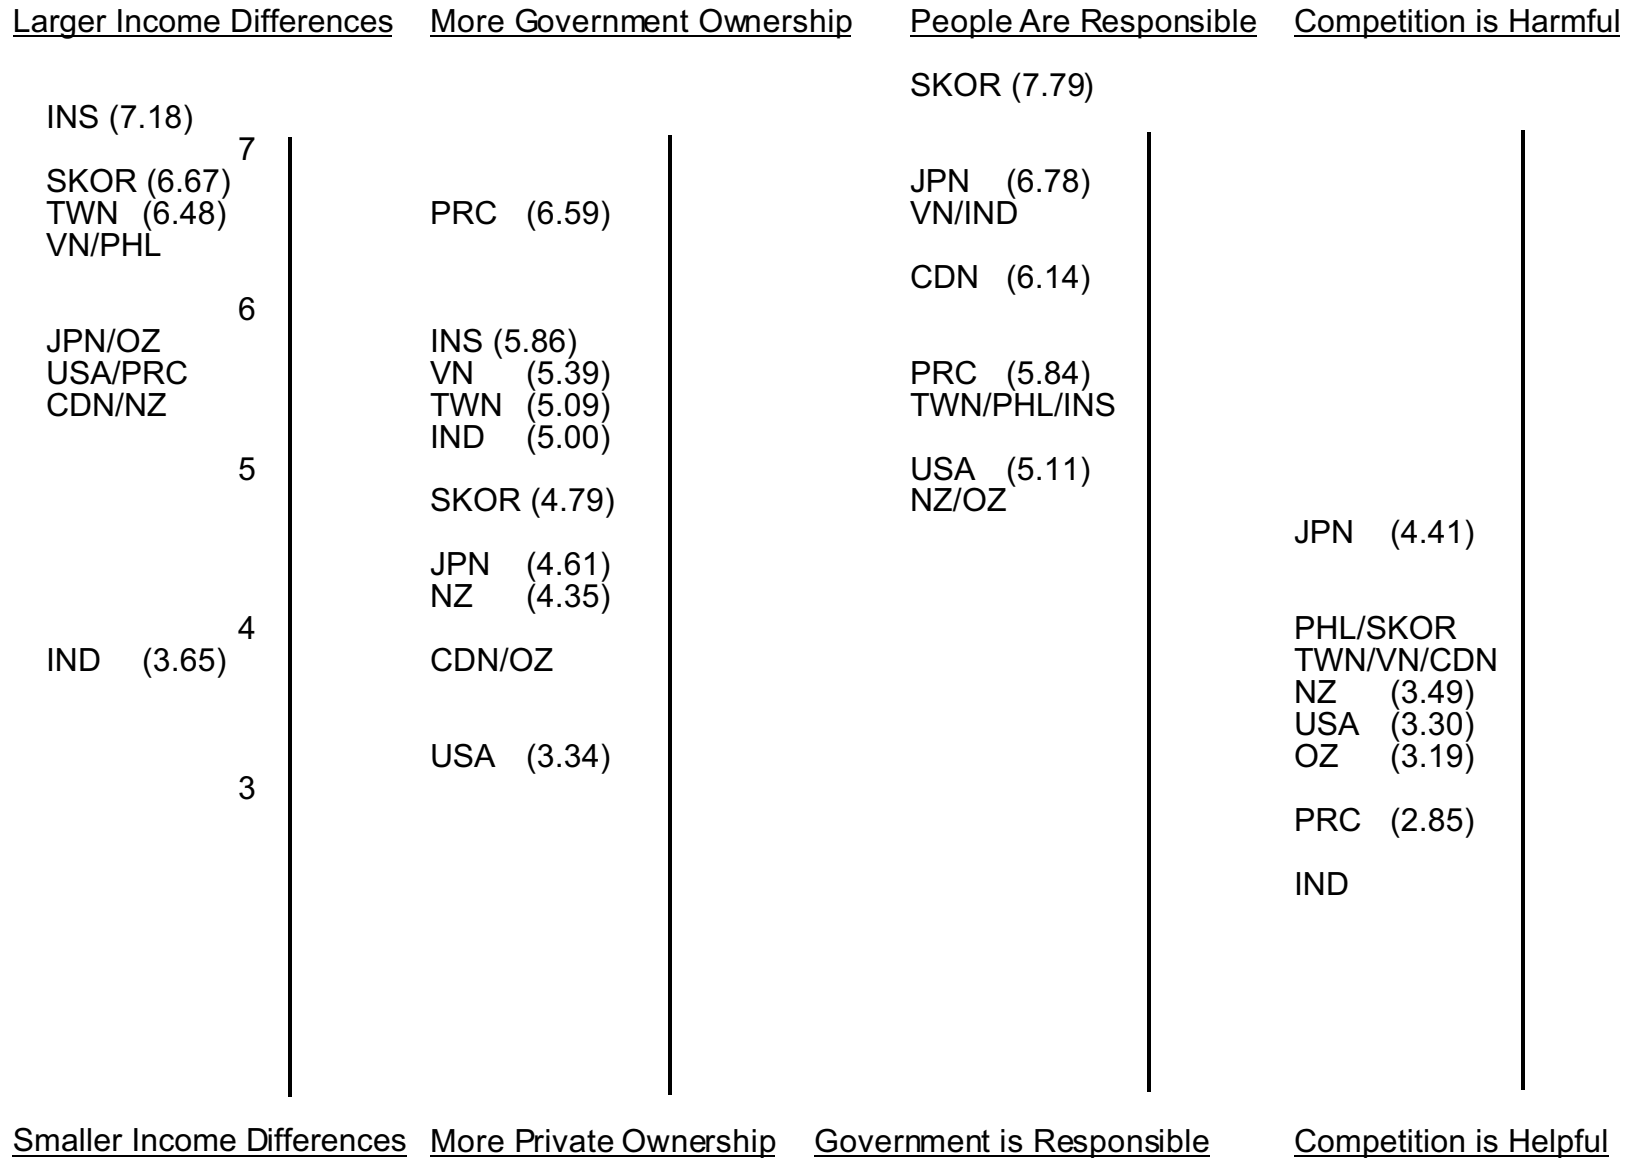 Larger Income Differences More Government Ownership People Are Responsible Competition is Harmful
SKOR (7.79)
INS (7.18)
7
SKOR (6.67) JPN (6.78)
TWN (6.48) PRC (6.59) VN/IND
VN/PHL
CDN (6.14)
6
JPN/OZ INS (5.86)
USA/PRC VN (5.39) PRC (5.84)
CDN/NZ TWN (5.09) TWN/PHL/INS
IND (5.00)
5 USA (5.11)
SKOR (4.79) NZ/OZ
JPN (4.41)
JPN (4.61)
NZ (4.35)
4 PHL/SKOR
IND (3.65) CDN/OZ TWN/VN/CDN
NZ (3.49)
USA (3.30)
USA (3.34) OZ (3.19)
3
PRC (2.85)
IND
Smaller Income Differences More Private Ownership Government is Responsible Competition is Helpful